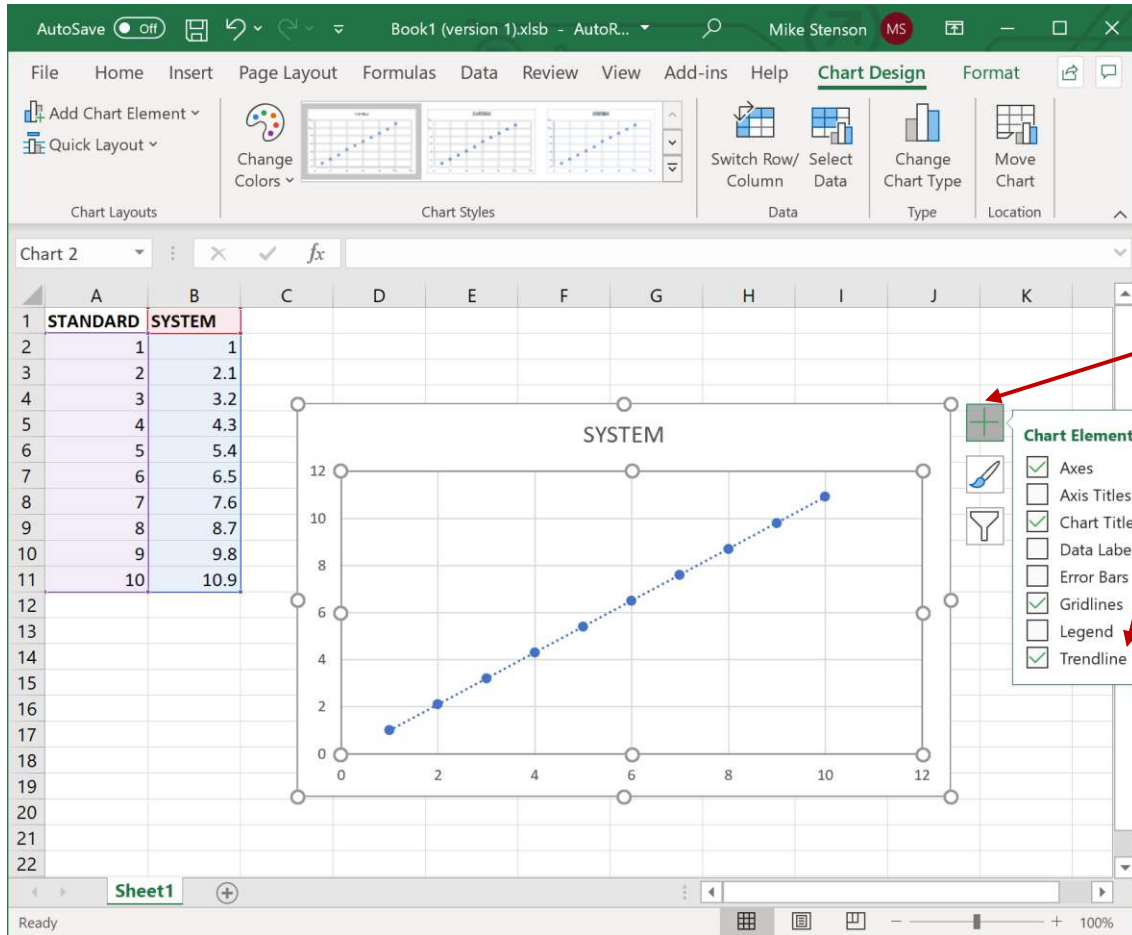 AutoSave Off Book1 (version 1).xlsb - AutoR... Mike Stenson MS
File Home Insert Page Layout Formulas Data Review View Add-ins Help Chart Design Format
Add Chart Element
Quick Layout
Change
Colors
Switch Row/
Column
Select
Data
Change
Chart Type
Move
Chart
Chart Layouts Chart Styles Data Type Location
Chart 2 fx
A B C D E F G H I J K
1 STANDARD SYSTEM
2 1 1
3 2 2.1
4 3 3.2
5 4 4.3
6 5 5.4
7 6 6.5
8 7 7.6
9 8 8.7
10 9 9.8
11 10 10.9
12
13
14
15
16
17
18
19
20
21
22
SYSTEM
12
10
8
6
4
2
0
0 2 4 6 8 10 12
Chart Element
Axes
Axis Titles
Chart Title
Data Labe
Error Bars
Gridlines
Legend
Trendline
Sheet1
Ready 100%